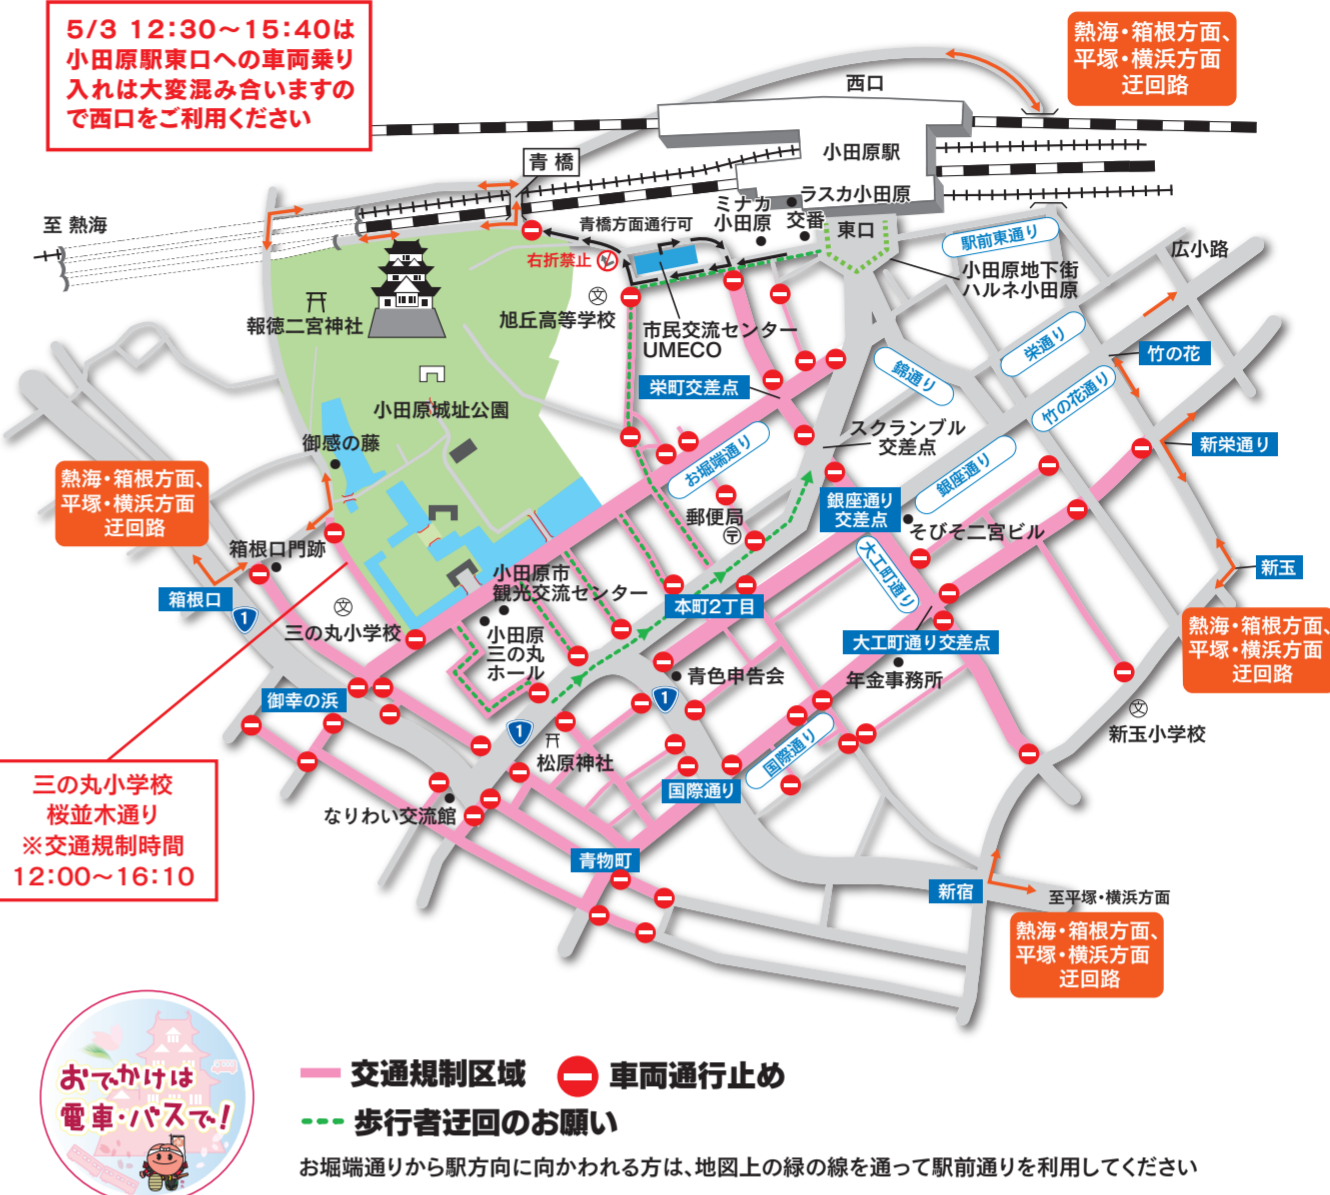 5/3 12:30〜15:40は
小田原駅東口への車両乗り
入れは大変混み合いますの
で西口をご利用ください
熱海・箱根方面、
平塚・横浜方面
迂回路
西口
小田原駅
青橋
ラスカ小田原
ミナカ
小田原
交番
東口
青橋方面通行可
右折禁止
駅前東通り
広小路
小田原地下街
ハルネ小田原
至 熱海
報徳二宮神社
文
旭丘高等学校
市民交流センター
UMECO
栄通り
竹の花
錦通り
竹の花通り
栄町交差点
小田原城址公園
御感の藤
お堀端通り
スクランブル
交差点
新栄通り
銀座通り
熱海・箱根方面、
平塚・横浜方面
迂回路
郵便局
銀座通り
交差点
そびそ二宮ビル
箱根口門跡
箱根口
1
文
三の丸小学校
小田原市
観光交流センター
小田原
三の丸
ホール
本町2丁目
大工町通り
大工町通り交差点
新玉
熱海・箱根方面、
平塚・横浜方面
迂回路
青色申告会
年金事務所
御幸の浜
1
1
松原神社
国際通り
国際通り
文
新玉小学校
三の丸小学校
桜並木通り
※交通規制時間
12:00〜16:10
なりわい交流館
青物町
新宿
至平塚・横浜方面
熱海・箱根方面、
平塚・横浜方面
迂回路
おでかけは
電車・バスで!
交通規制区域
車両通行止め
歩行者迂回のお願い
お堀端通りから駅方向に向かわれる方は、地図上の緑の線を通って駅前通りを利用してください